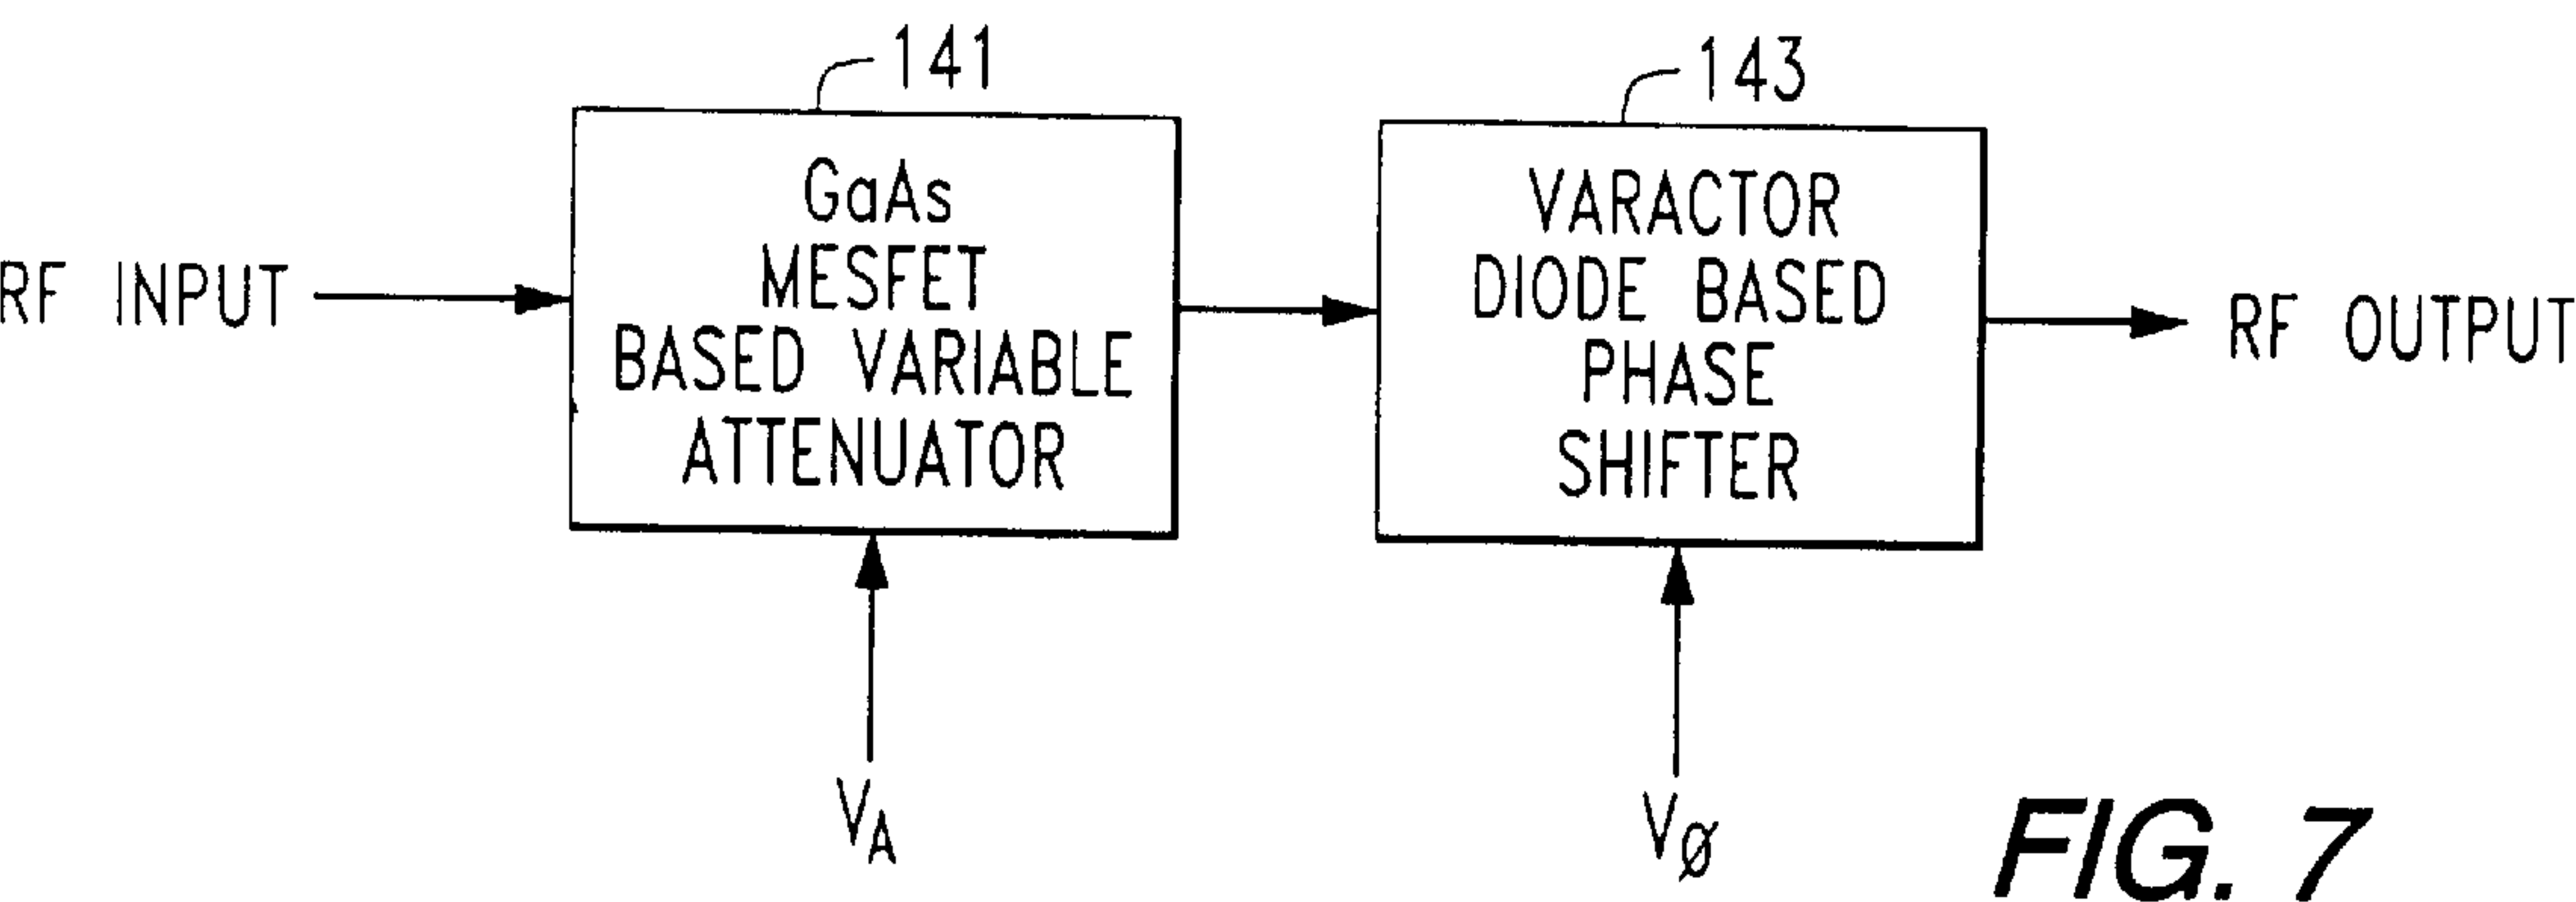 141
143
GaAs
MESFET
BASED VARIABLE
ATTENUATOR
VARACTOR
DIODE BASED
PHASE
SHIFTER
RF INPUT
RF OUTPUT
VA
VØ
FIG. 7